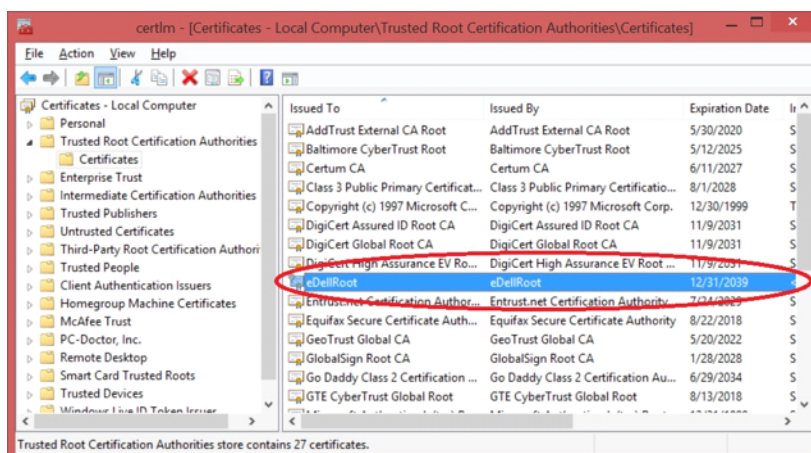 certlm - [Certificates - Local Computer\Trusted Root Certification Authorities\Certificates]
File Action View Help
Certificates - Local Computer
Personal
Trusted Root Certification Authorities
Certificates
Enterprise Trust
Intermediate Certification Authorities
Trusted Publishers
Untrusted Certificates
Third-Party Root Certification Authori
Trusted People
Client Authentication Issuers
Homegroup Machine Certificates
McAfee Trust
PC-Doctor, Inc.
Remote Desktop
Smart Card Trusted Roots
Trusted Devices
Windows Live ID Token Issuer
Issued To Issued By Expiration Date
AddTrust External CA Root AddTrust External CA Root 5/30/2020 S
Baltimore CyberTrust Root Baltimore CyberTrust Root 5/12/2025 S
Certum CA Certum CA 6/11/2027 S
Class 3 Public Primary Certificat... Class 3 Public Primary Certificatio... 8/1/2028 S
Copyright (c) 1997 Microsoft C... Copyright (c) 1997 Microsoft Corp. 12/30/1999 T
DigiCert Assured ID Root CA DigiCert Assured ID Root CA 11/9/2031 S
DigiCert Global Root CA DigiCert Global Root CA 11/9/2031 S
DigiCert High Assurance EV Ro... DigiCert High Assurance EV Root ... 11/9/2031 S
eDellRoot eDellRoot 12/31/2039 <
Entrust.net Certification Author... Entrust.net Certification Authority 7/24/2029 S
Equifax Secure Certificate Auth... Equifax Secure Certificate Authority 8/22/2018 S
GeoTrust Global CA GeoTrust Global CA 5/20/2022 S
GlobalSign Root CA GlobalSign Root CA 1/28/2028 S
Go Daddy Class 2 Certification ... Go Daddy Class 2 Certification Au... 6/29/2034 S
GTE CyberTrust Global Root GTE CyberTrust Global Root 8/13/2018 S
Trusted Root Certification Authorities store contains 27 certificates.